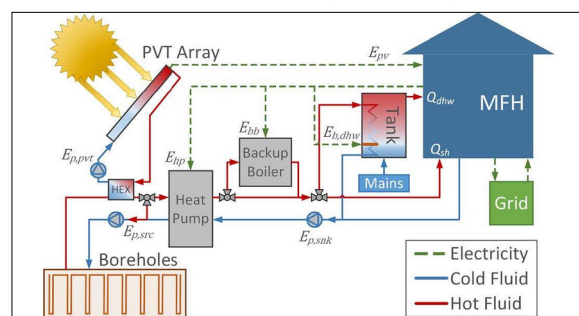 PVT Array
E_pv
Q_dhw
MFH
Tank
E_b,dhw
E_bb
E_hp
E_p,pvt
Backup
Boiler
Q_sh
HEX
Heat
Pump
Mains
Grid
E_p,src
E_p,snk
Boreholes
Electricity
Cold Fluid
Hot Fluid